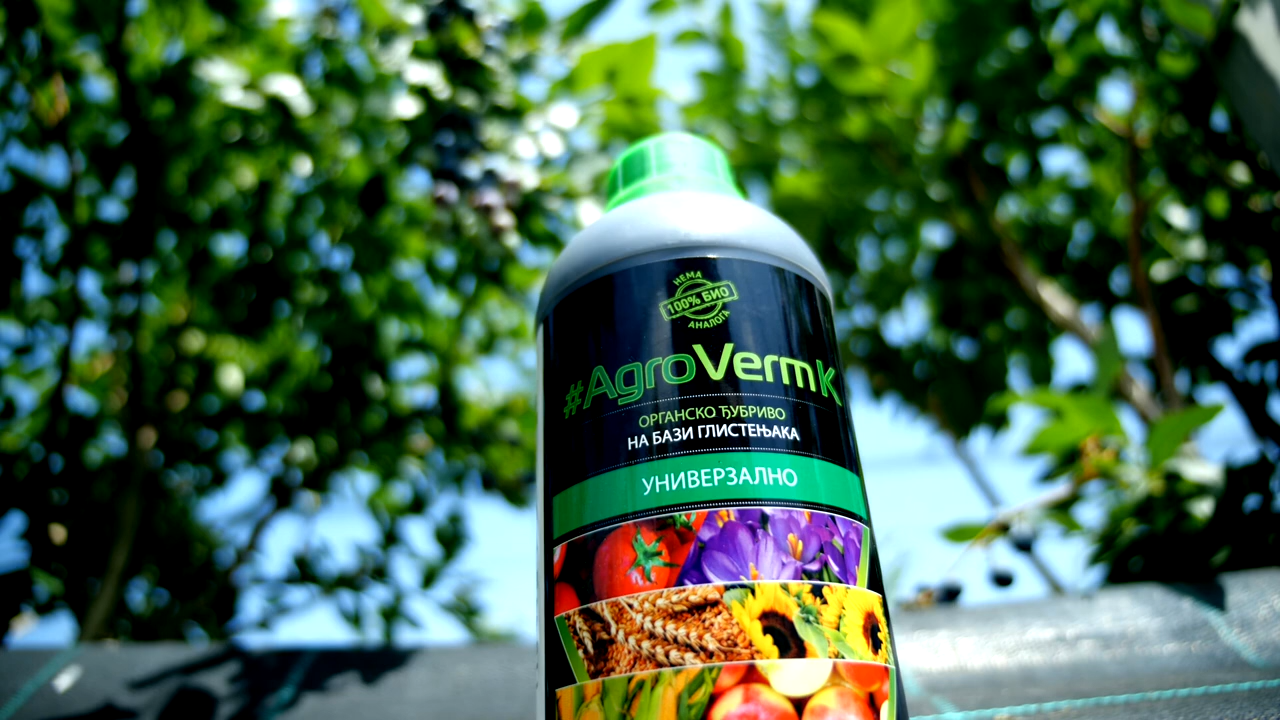 НЕМА
100% БИО
АНАЛОГА
#AgroVermK
ОРГАНСКО ЂУБРИВО
НА БАЗИ ГЛИСТЕЊАКА
УНИВЕРЗАЛНО